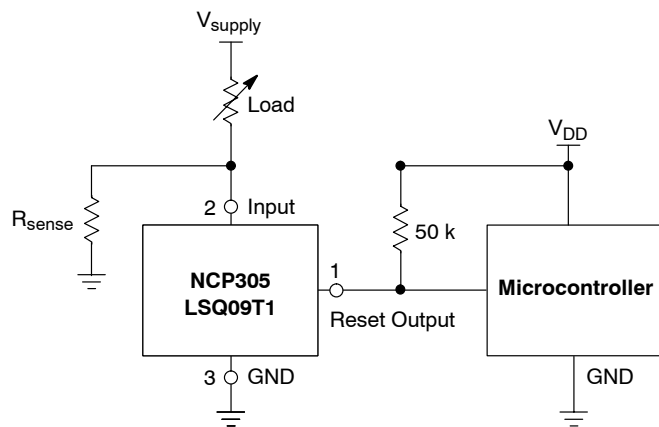 Vsupply
Load
VDD
Rsense
2 Input
50 k
NCP305
LSQ09T1
1
Reset Output
Microcontroller
3 GND
GND